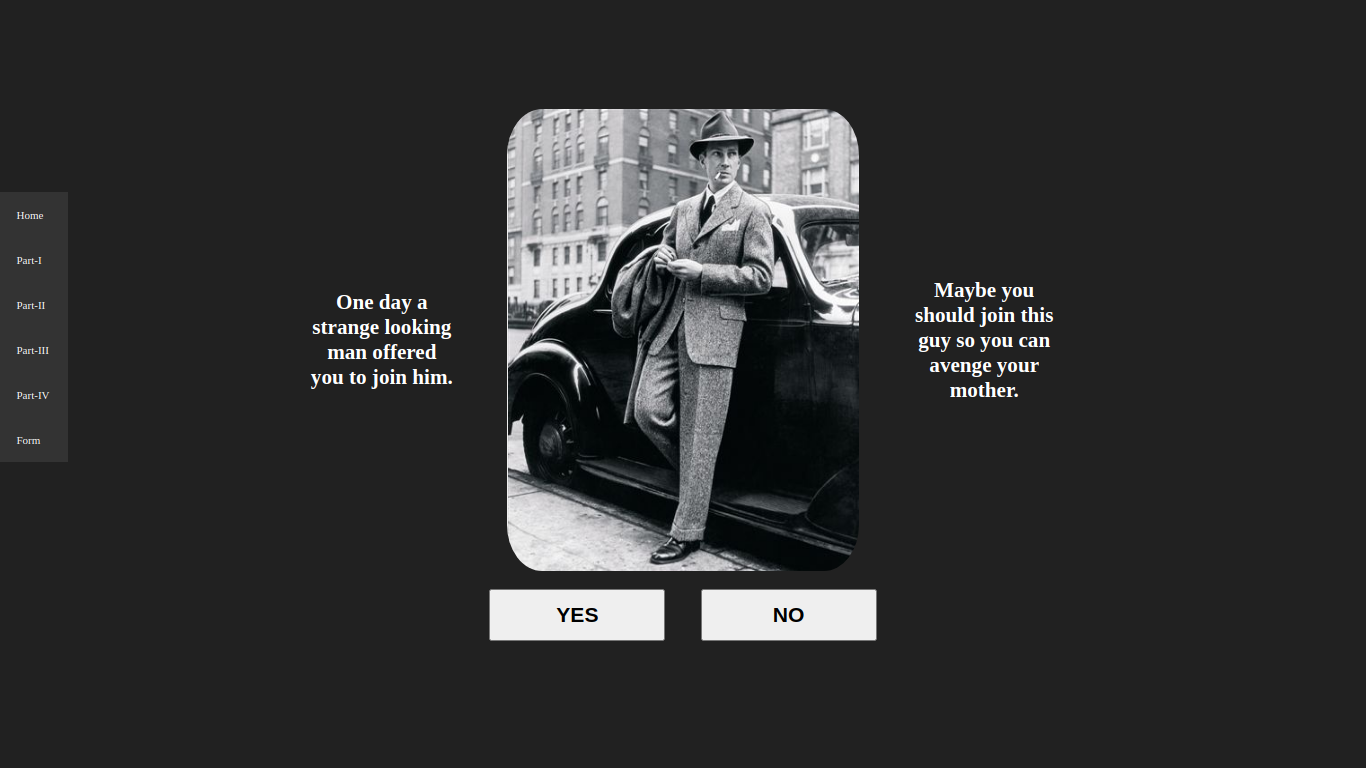 Home
Part-I
Part-II
Part-III
Part-IV
Form
One day a
strange looking
man offered
you to join him.
Maybe you
should join this
guy so you can
avenge your
mother.
YES
NO